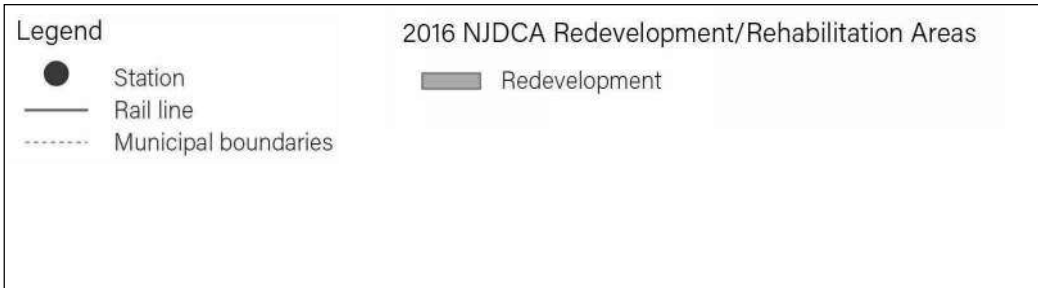 Legend
Station
Rail line
Municipal boundaries
2016 NJDCA Redevelopment/Rehabilitation Areas
Redevelopment